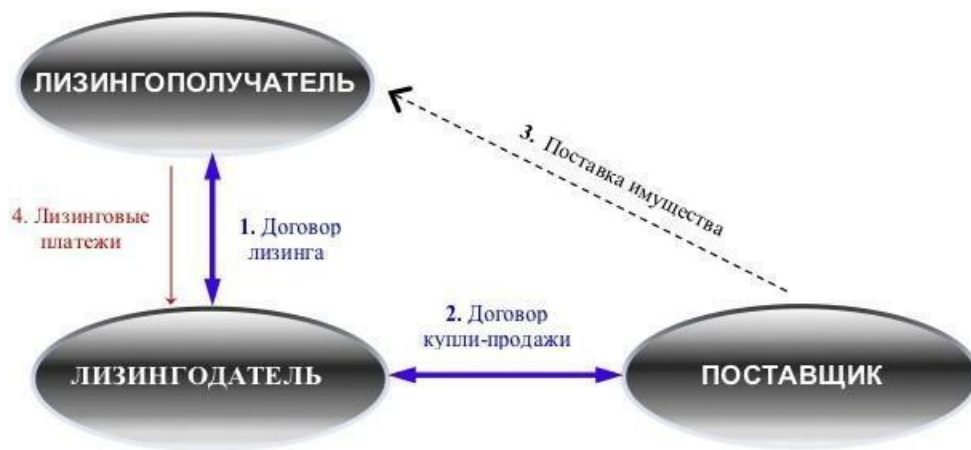 ЛИЗИНГОПОЛУЧАТЕЛЬ
3. Поставка имущества
4. Лизинговые
платежи
1. Договор
лизинга
2. Договор
купли-продажи
ЛИЗИНГОДАТЕЛЬ
ПОСТАВЩИК